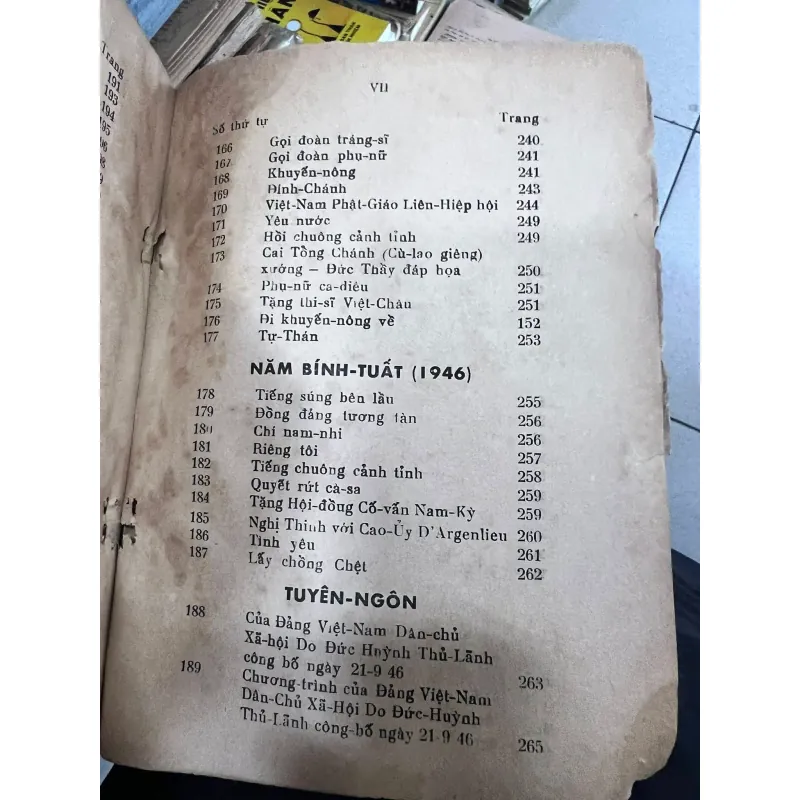 Trang
191
193
194
195
VII
Số thứ tự Trang
166 Gọi đoàn tráng-sĩ 240
167 Gọi đoàn phụ-nữ 241
168 Khuyến-nông 241
169 Đính-Chánh 243
170 Việt-Nam Phật-Giáo Liên-Hiệp hội 244
171 Yêu nước 249
172 Hồi chuông cảnh tỉnh 249
173 Cai Tổng Chánh (Cù-lao giêng)
xướng — Đức Thầy đáp họa 250
174 Phụ-nữ ca-diêu 251
175 Tặng thi-sĩ Việt-Châu 251
176 Đi khuyến-nông về 152
177 Tự-Thán 253
NĂM BÍNH-TUẤT (1946)
178 Tiếng súng bên lầu 255
179 Đồng đảng tương tàn 256
180 Chí nam-nhi 256
181 Riêng tôi 257
182 Tiếng chuông cảnh tỉnh 258
183 Quyết rứt cà-sa 259
184 Tặng Hội-đồng Cố-vấn Nam-Kỳ 259
185 Nghị Thinh với Cao-Ủy D'Argenlieu 260
186 Tình yêu 261
187 Lấy chồng Chệt 262
TUYÊN-NGÔN
188 Của Đảng Việt-Nam Dân-chủ
Xã-hội Do Đức Huỳnh Thủ-Lãnh
công bố ngày 21-9 46 263
189 Chương-trình của Đảng Việt-Nam
Dân-Chủ Xã-Hội Do Đức-Huỳnh
Thủ-Lãnh công-bố ngày 21-9 46 265